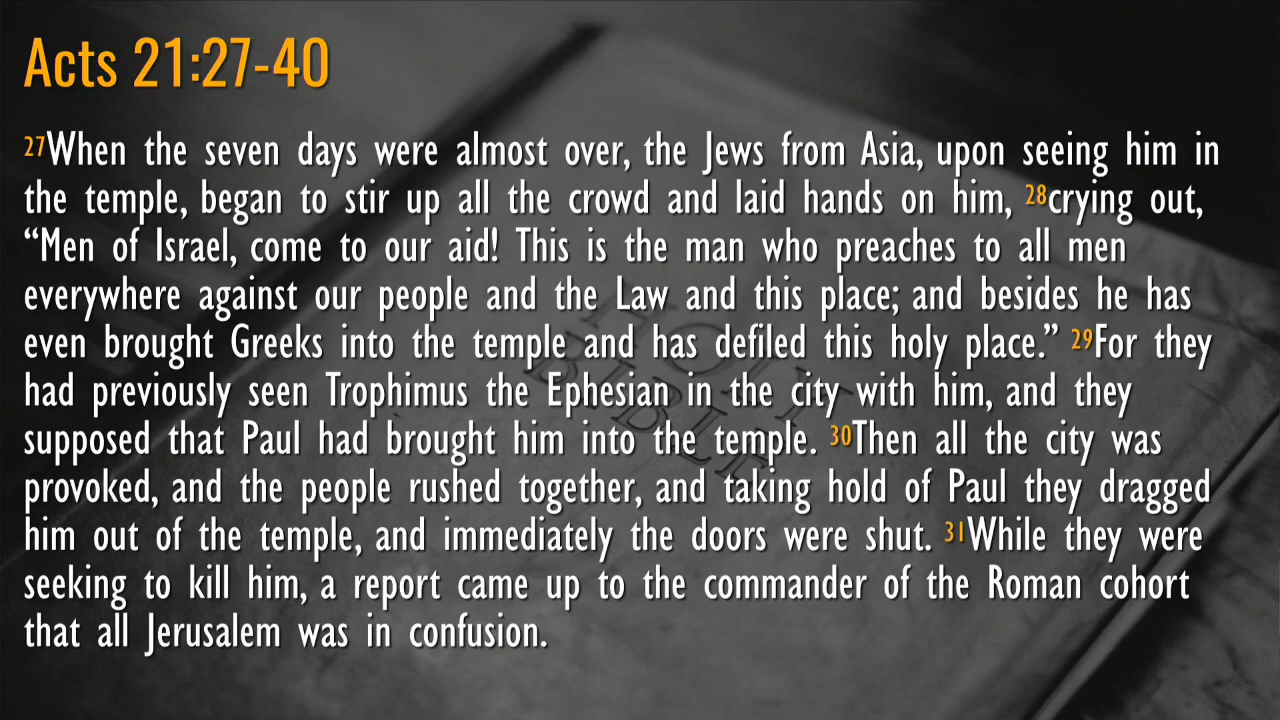 Acts 21:27-40
27When the seven days were almost over, the Jews from Asia, upon seeing him in
the temple, began to stir up all the crowd and laid hands on him, 28crying out,
“Men of Israel, come to our aid! This is the man who preaches to all men
everywhere against our people and the Law and this place; and besides he has
even brought Greeks into the temple and has defiled this holy place.” 29For they
had previously seen Trophimus the Ephesian in the city with him, and they
supposed that Paul had brought him into the temple. 30Then all the city was
provoked, and the people rushed together, and taking hold of Paul they dragged
him out of the temple, and immediately the doors were shut. 31While they were
seeking to kill him, a report came up to the commander of the Roman cohort
that all Jerusalem was in confusion.
HOLY
BIBLE